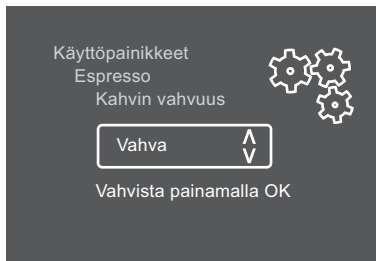 Käyttöpainikkeet
Espresso
Kahvin vahvuus
Vahva
Vahvista painamalla OK